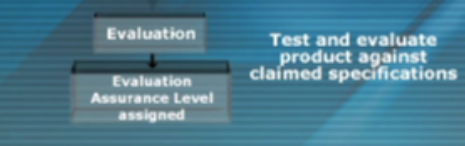 Evaluation
Evaluation
Assurance Level
assigned
Test and evaluate
product against
claimed specifications